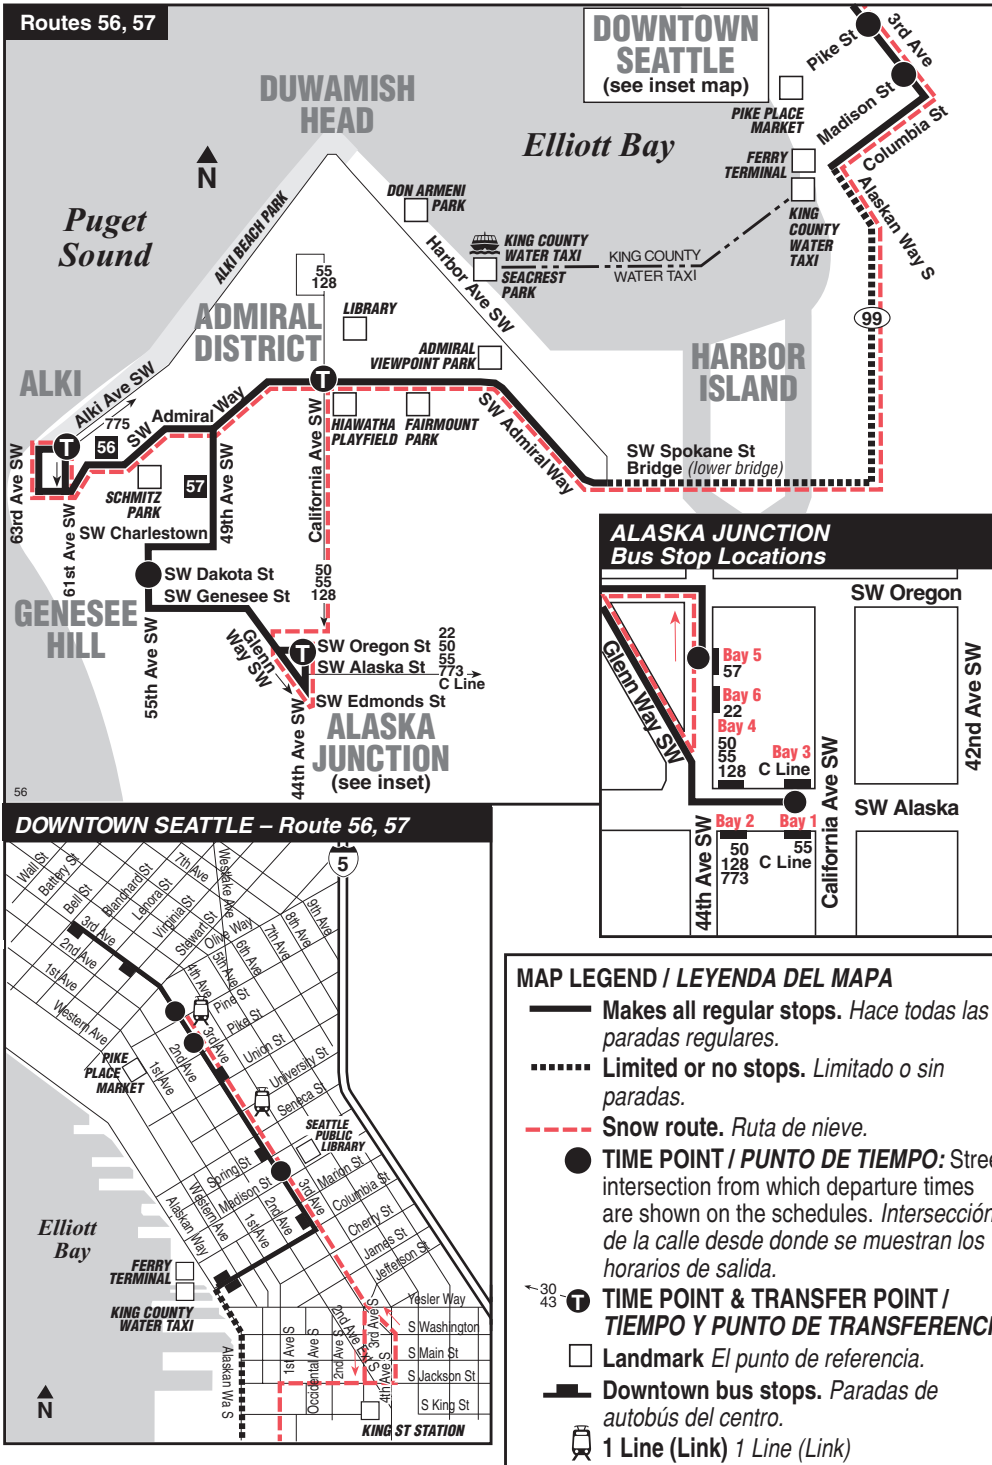 Routes 56, 57
DOWNTOWN
SEATTLE
(see inset map)
DUWAMISH
HEAD
Elliott Bay
Puget
Sound
N
3rd Ave
Pike St
Madison St
Columbia St
Alaskan Way S
PIKE PLACE
MARKET
FERRY
TERMINAL
KING
COUNTY
WATER
TAXI
DON ARMENI
PARK
ALKI BEACH PARK
Harbor Ave SW
KING COUNTY
WATER TAXI
SEACREST
PARK
KING COUNTY
WATER TAXI
55
128
LIBRARY
ADMIRAL
DISTRICT
ADMIRAL
VIEWPOINT PARK
99
HARBOR
ISLAND
ALKI
Alki Ave SW
775
T
56
SW Admiral Way
T
HIAWATHA
PLAYFIELD
FAIRMOUNT
PARK
SW Admiral Way
SW Spokane St
Bridge (lower bridge)
63rd Ave SW
SCHMITZ
PARK
57
49th Ave SW
California Ave SW
61st Ave SW
SW Charlestown
SW Dakota St
SW Genesee St
50
55
128
GENESEE
HILL
55th Ave SW
Glenn
Way SW
T
SW Oregon St
SW Alaska St
SW Edmonds St
22
50
55
773
C Line
44th Ave SW
ALASKA
JUNCTION
(see inset)
56
ALASKA JUNCTION
Bus Stop Locations
SW Oregon
Glenn Way SW
Bay 5
57
Bay 6
22
Bay 4
50
55
128
Bay 3
C Line
42nd Ave SW
SW Alaska
44th Ave SW
Bay 2
50
128
773
Bay 1
55
C Line
California Ave SW
DOWNTOWN SEATTLE – Route 56, 57
5
Wall St
Battery St
Bell St
Blanchard St
Lenora St
Virginia St
Stewart St
Olive Way
7th Ave
Westlake Ave
9th Ave
8th Ave
7th Ave
6th Ave
5th Ave
4th Ave
3rd Ave
2nd Ave
1st Ave
Western Ave
Pine St
Pike St
3rd Ave
2nd Ave
1st Ave
Union St
University St
Seneca St
PIKE
PLACE
MARKET
SEATTLE
PUBLIC
LIBRARY
Spring St
Madison St
Marion St
Columbia St
Cherry St
James St
Jefferson St
3rd Ave
2nd Ave
1st Ave
Western Ave
Alaskan Way
Elliott
Bay
FERRY
TERMINAL
KING COUNTY
WATER TAXI
Yesler Way
S Washington
S Main St
S Jackson St
S King St
Alaskan Wa S
1st Ave S
Occidental Ave S
2nd Ave S
2nd Ave Ext S
3rd Ave S
4th Ave S
KING ST STATION
N
MAP LEGEND / LEYENDA DEL MAPA
Makes all regular stops. Hace todas las
paradas regulares.
Limited or no stops. Limitado o sin
paradas.
Snow route. Ruta de nieve.
TIME POINT / PUNTO DE TIEMPO: Stree
intersection from which departure times
are shown on the schedules. Intersección
de la calle desde donde se muestran los
horarios de salida.
30
43
T
TIME POINT & TRANSFER POINT /
TIEMPO Y PUNTO DE TRANSFERENCI
Landmark El punto de referencia.
Downtown bus stops. Paradas de
autobús del centro.
1 Line (Link) 1 Line (Link)